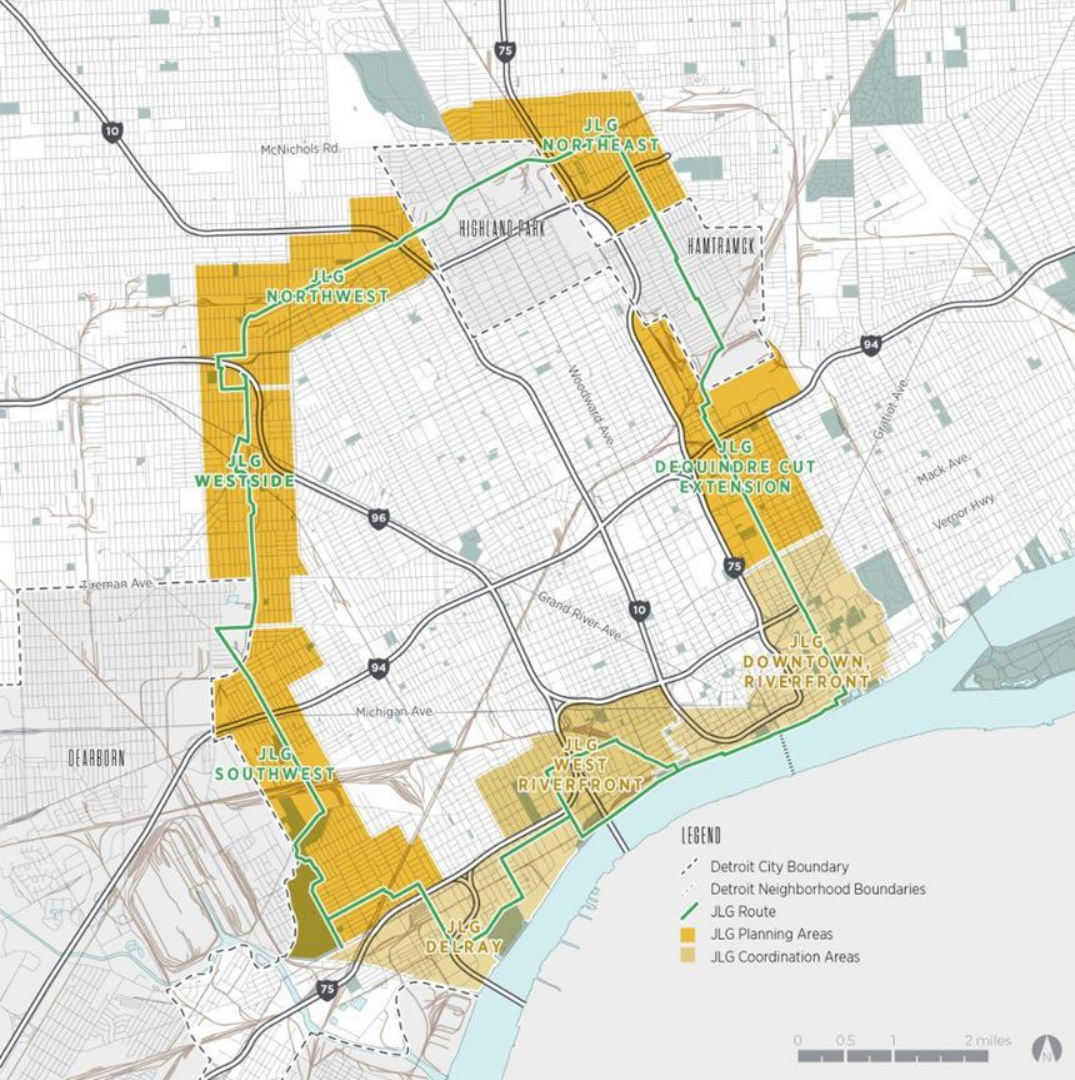 75
10
McNichols Rd.
JLG
NORTHEAST
HIGHLAND PARK
HAMTRAMCK
JLG
NORTHWEST
94
Woodward Ave.
Gratiot Ave.
JLG
WESTSIDE
JLG
DEQUINDRE CUT
EXTENSION
Mack Ave.
Vernor Hwy.
96
75
Tireman Ave.
Grand River Ave.
10
94
JLG
DOWNTOWN,
RIVERFRONT
Michigan Ave.
DEARBORN
JLG
SOUTHWEST
JLG
WEST
RIVERFRONT
LEGEND
Detroit City Boundary
Detroit Neighborhood Boundaries
JLG Route
JLG Planning Areas
JLG Coordination Areas
JLG
DELRAY
75
0 0.5 1 2 miles
N